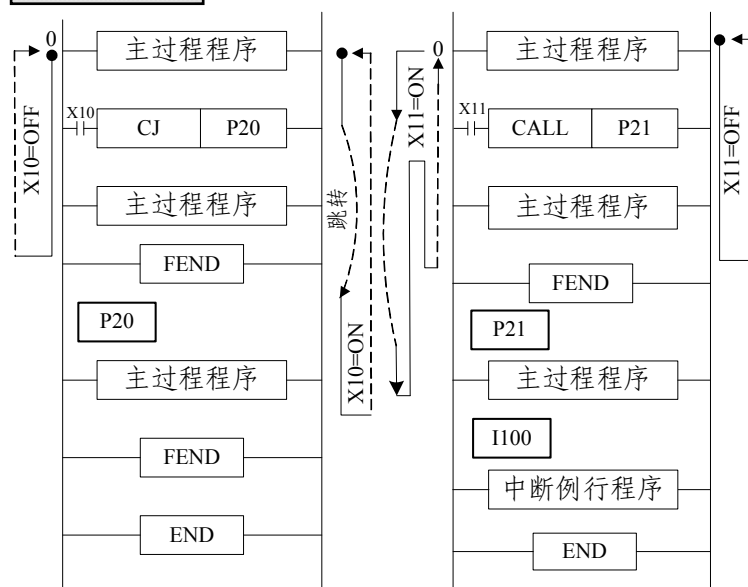 0
主过程程序
X10
CJ
P20
X10=OFF
主过程程序
跳转
FEND
P20
X10=ON
主过程程序
FEND
END
0
主过程程序
X11=ON
X11
CALL
P21
X11=OFF
主过程程序
FEND
P21
主过程程序
I100
中断例行程序
END